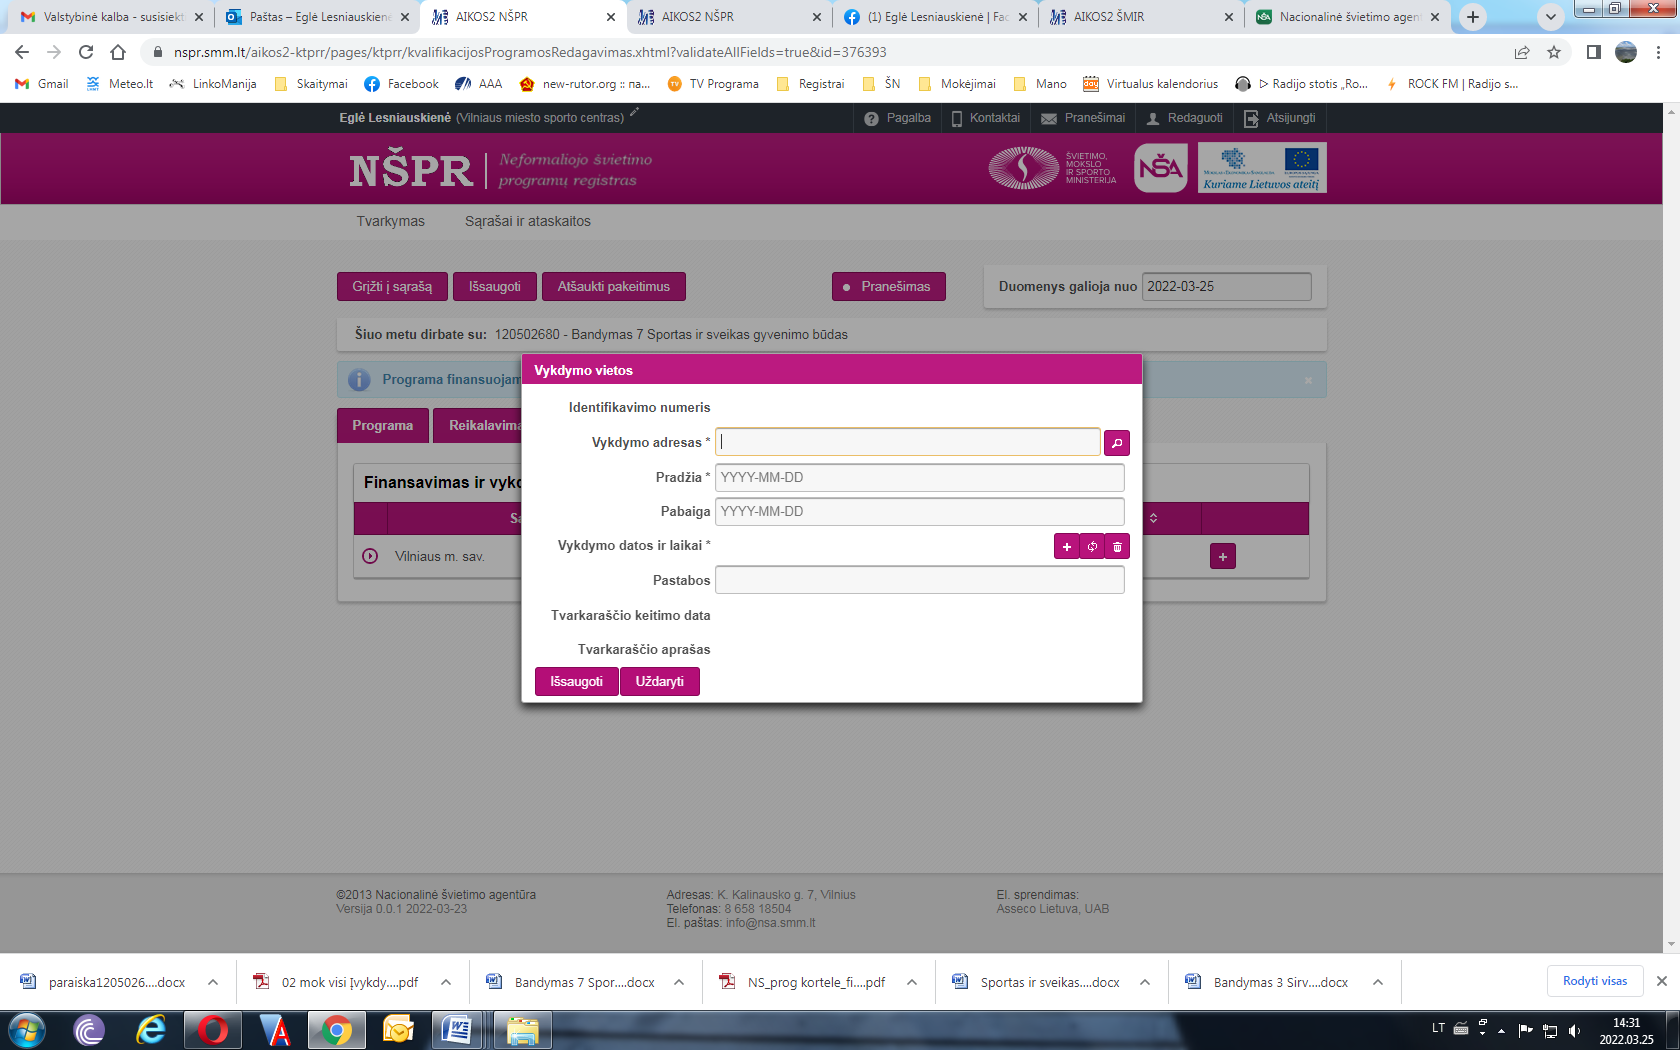 Valstybinė kalba - susisiekt
Paštas – Eglė Lesniauskienė
AIKOS2 NŠPR
AIKOS2 NŠPR
(1) Eglė Lesniauskienė | Fac
AIKOS2 ŠMIR
Nacionalinė švietimo agent
nspr.smm.lt/aikos2-ktprr/pages/ktprr/kvalifikacijosProgramosRedagavimas.xhtml?validateAllFields=true&id=376393
Gmail
Meteo.lt
LinkoManija
Skaitymai
Facebook
AAA
new-rutor.org :: na...
TV Programa
Registrai
ŠN
Mokėjimai
Mano
Virtualus kalendorius
ᐅ Radijo stotis „Ro...
ROCK FM | Radijo s...
Eglė Lesniauskienė (Vilniaus miesto sporto centras)
Pagalba
Kontaktai
Pranešimai
Redaguoti
Atsijungti
NŠPR
Neformaliojo švietimo
programų registras
ŠVIETIMO,
MOKSLO
IR SPORTO
MINISTERIJA
NŠA
Kuriame Lietuvos ateitį
Tvarkymas
Sąrašai ir ataskaitos
Grįžti į sąrašą
Išsaugoti
Atšaukti pakeitimus
Pranešimas
Duomenys galioja nuo 2022-03-25
Šiuo metu dirbate su: 120502680 - Bandymas 7 Sportas ir sveikas gyvenimo būdas
Programa finansuojam
Programa
Reikalavima
Finansavimas ir vyko
Sa
Vilniaus m. sav.
Vykdymo vietos
Identifikavimo numeris
Vykdymo adresas *
Pradžia * YYYY-MM-DD
Pabaiga YYYY-MM-DD
Vykdymo datos ir laikai *
Pastabos
Tvarkaraščio keitimo data
Tvarkaraščio aprašas
Išsaugoti
Uždaryti
©2013 Nacionalinė švietimo agentūra
Versija 0.0.1 2022-03-23
Adresas: K. Kalinausko g. 7, Vilnius
Telefonas: 8 658 18504
El. paštas: info@nsa.smm.lt
El. sprendimas:
Asseco Lietuva, UAB
paraiska1205026....docx
02 mok visi Įvykdy....pdf
Bandymas 7 Spor....docx
NS_prog kortele_fi....pdf
Sportas ir sveikas....docx
Bandymas 3 Sirv....docx
Rodyti visas
LT
14:31
2022.03.25